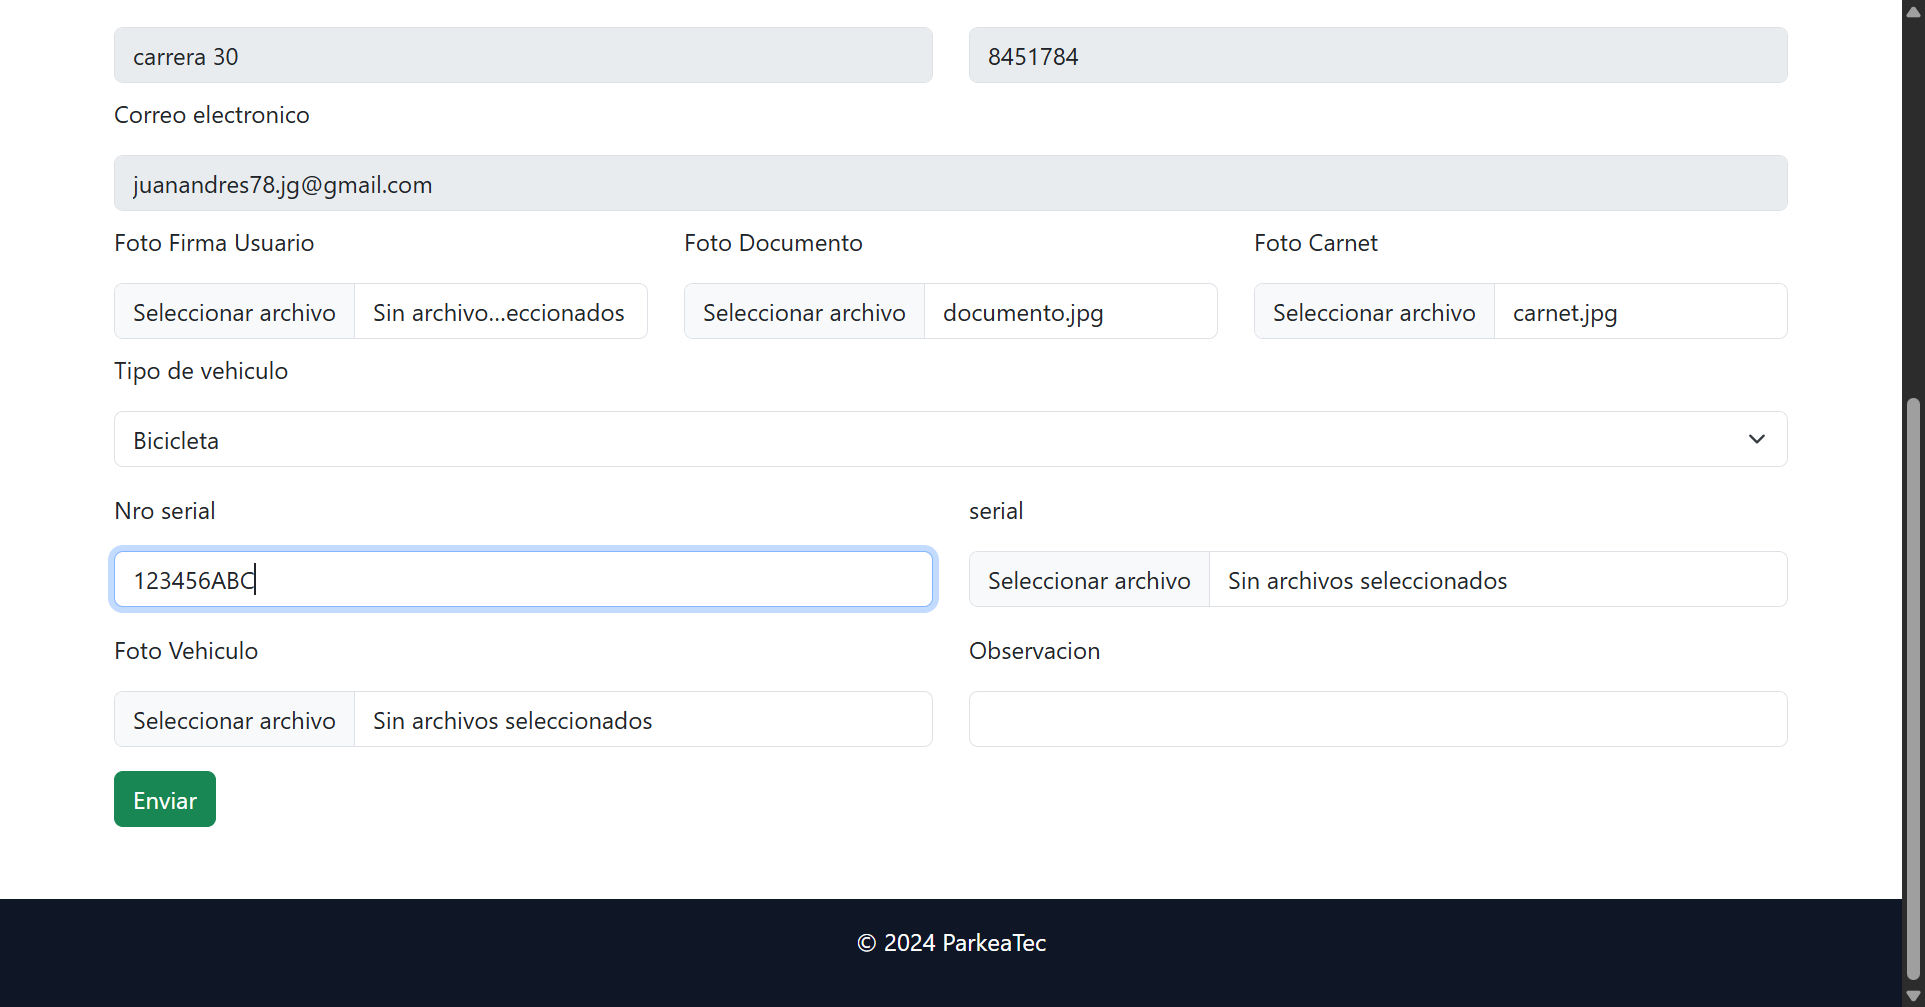 carrera 30
8451784
Correo electronico
juanandres78.jg@gmail.com
Foto Firma Usuario
Foto Documento
Foto Carnet
Seleccionar archivo
Sin archivo...eccionados
Seleccionar archivo
documento.jpg
Seleccionar archivo
carnet.jpg
Tipo de vehiculo
Bicicleta
Nro serial
serial
123456ABC
Seleccionar archivo
Sin archivos seleccionados
Foto Vehiculo
Observacion
Seleccionar archivo
Sin archivos seleccionados
Enviar
© 2024 ParkeaTec